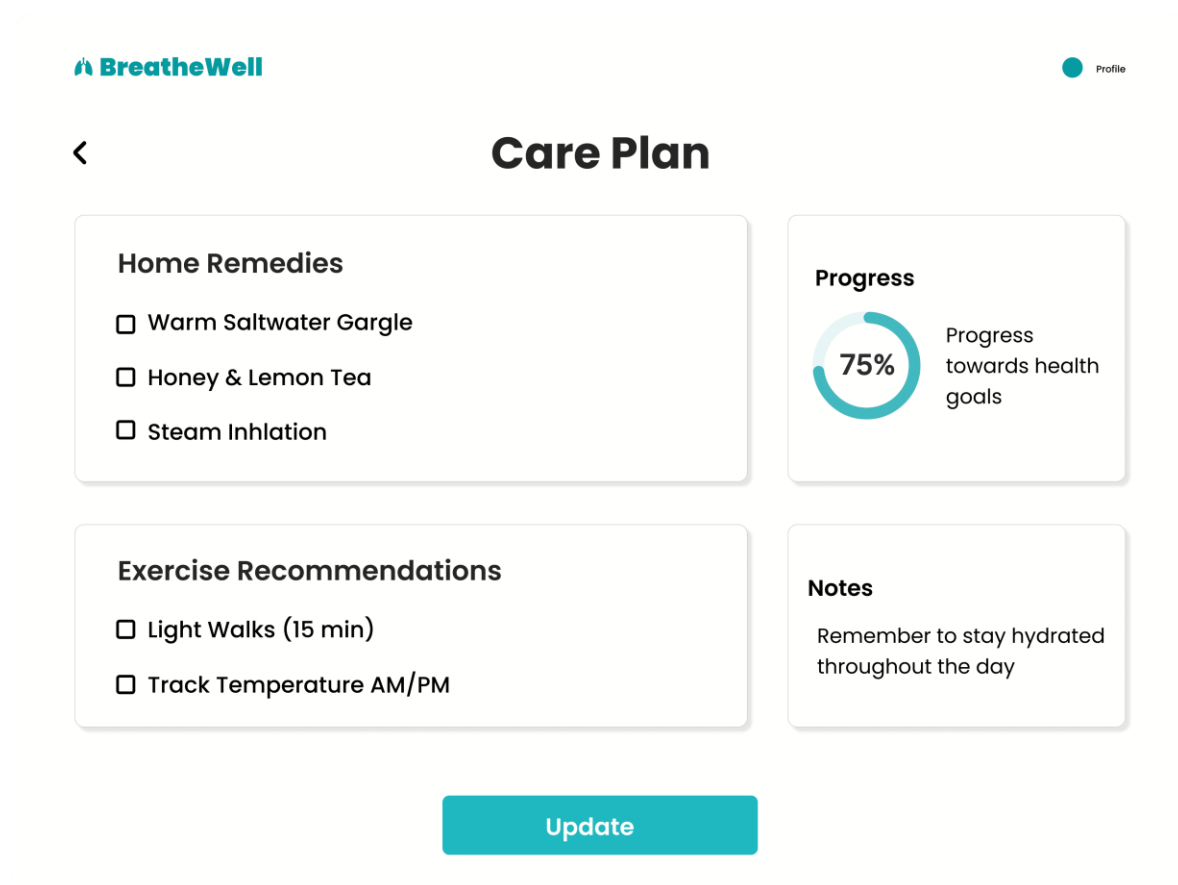 BreatheWell
Profile
Care Plan
Home Remedies
Warm Saltwater Gargle
Honey & Lemon Tea
Steam Inhlation
Progress
75%
Progress
towards health
goals
Exercise Recommendations
Light Walks (15 min)
Track Temperature AM/PM
Notes
Remember to stay hydrated
throughout the day
Update